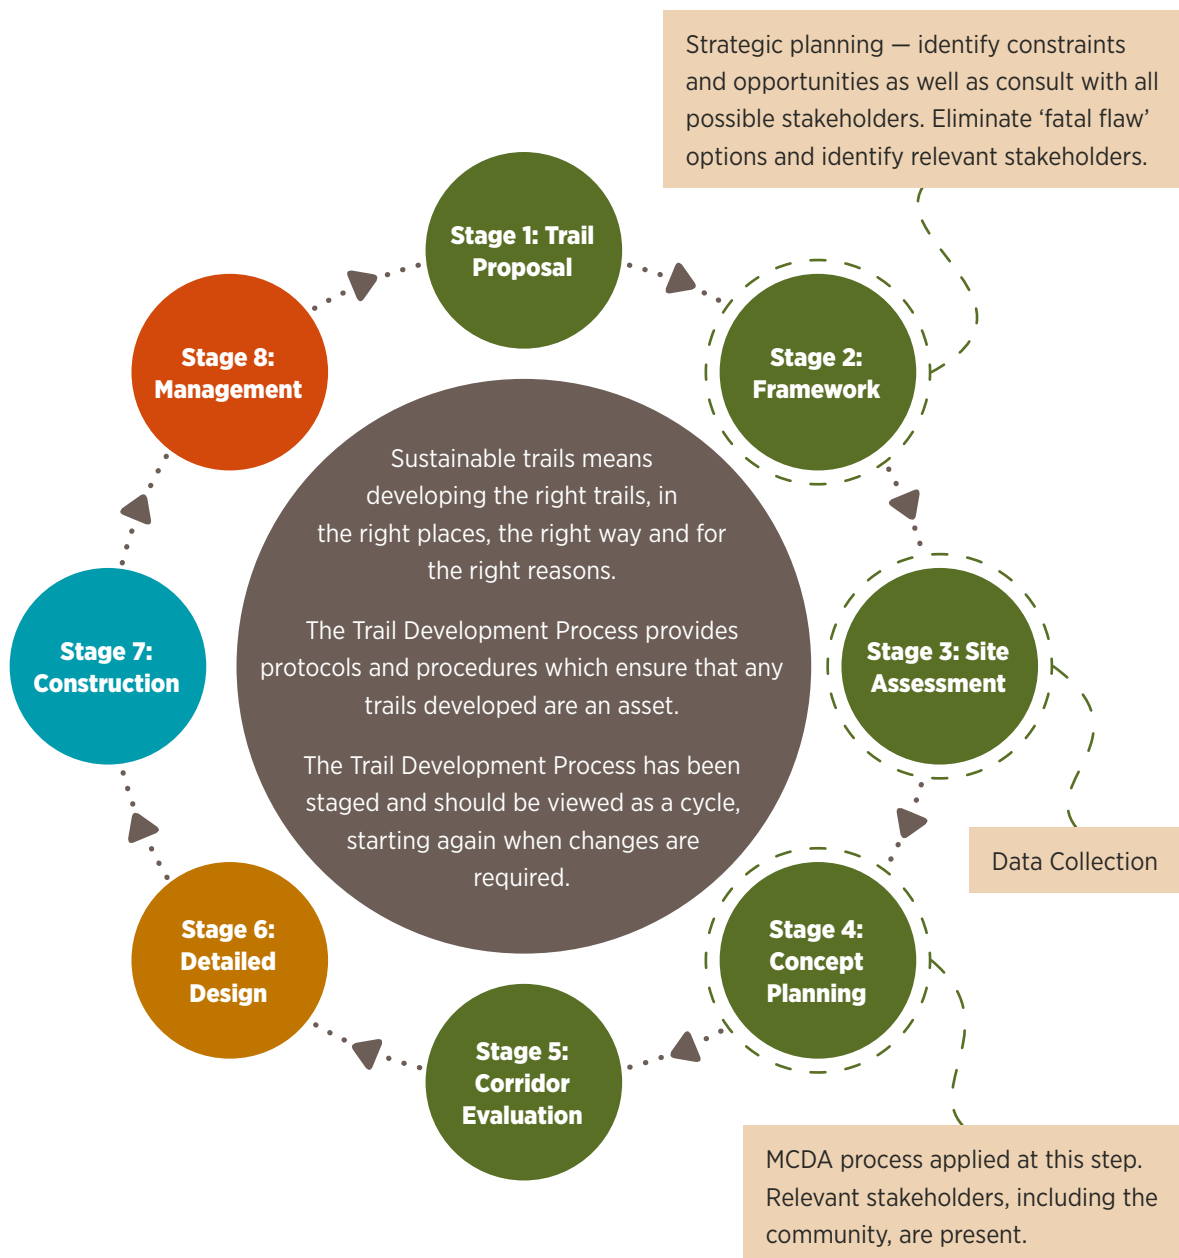 Strategic planning — identify constraints
and opportunities as well as consult with all
possible stakeholders. Eliminate ‘fatal flaw’
options and identify relevant stakeholders.
Stage 1: Trail
Proposal
Stage 2:
Framework
Stage 3: Site
Assessment
Data Collection
Stage 4:
Concept
Planning
MCDA process applied at this step.
Relevant stakeholders, including the
community, are present.
Stage 5:
Corridor
Evaluation
Stage 6:
Detailed
Design
Stage 7:
Construction
Stage 8:
Management
Sustainable trails means
developing the right trails, in
the right places, the right way and for
the right reasons.
The Trail Development Process provides
protocols and procedures which ensure that any
trails developed are an asset.
The Trail Development Process has been
staged and should be viewed as a cycle,
starting again when changes are
required.